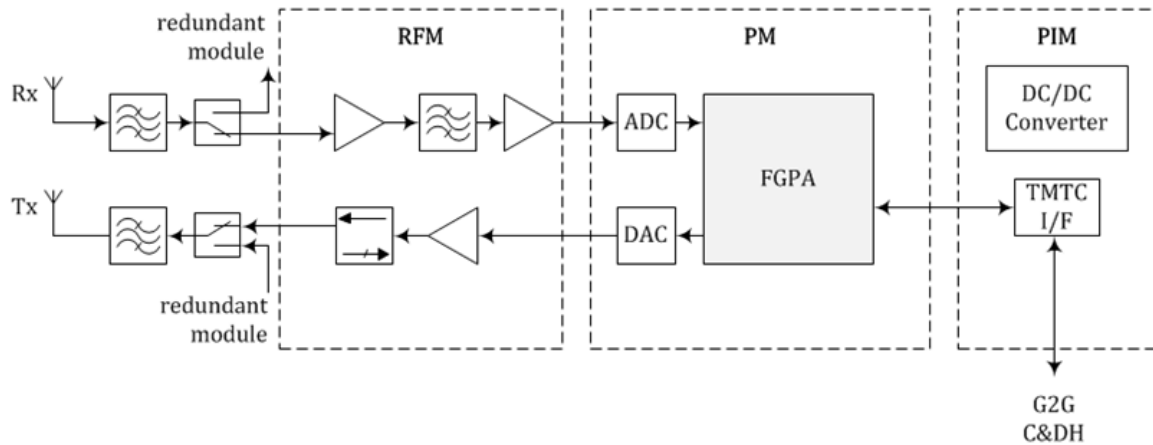 redundant
module
RFM
PM
PIM
Rx
ADC
FGPA
DC/DC
Converter
Tx
DAC
TMTC
I/F
redundant
module
G2G
C&DH